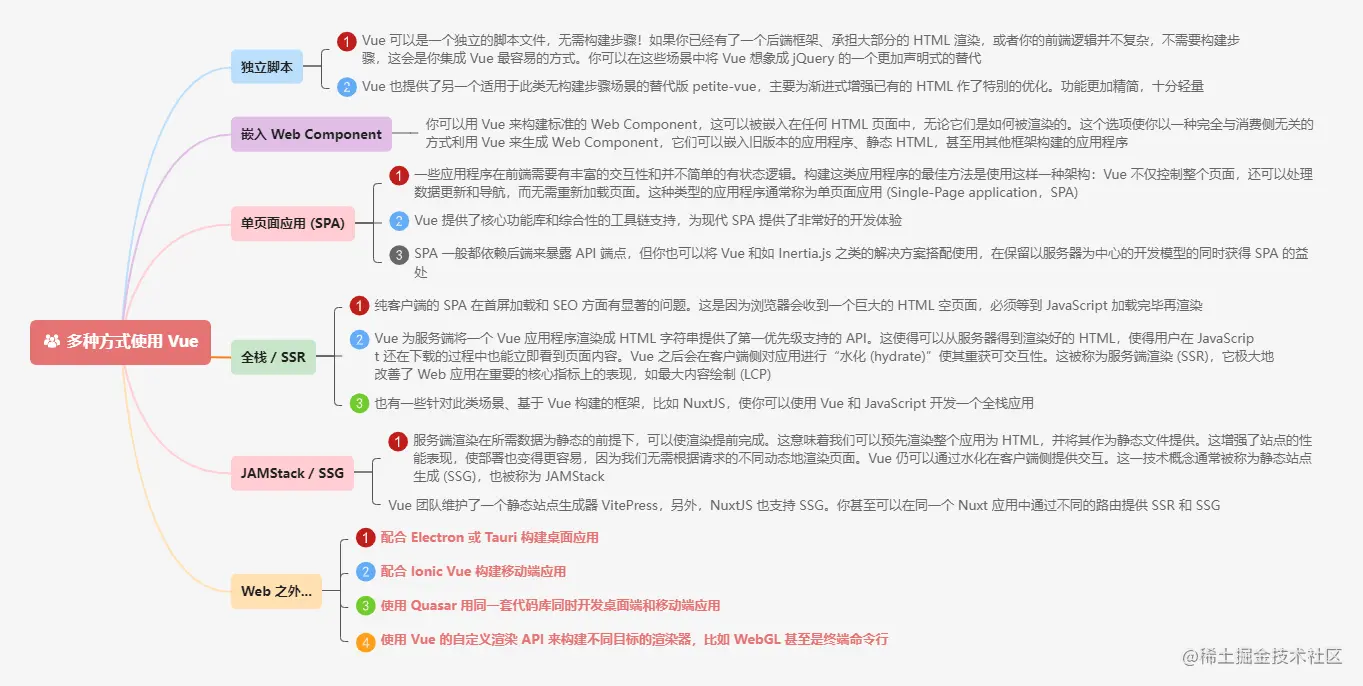 多种方式使用 Vue
独立脚本
1 Vue 可以是一个独立的脚本文件，无需构建步骤！如果你已经有了一个后端框架、承担大部分的 HTML 渲染，或者你的前端逻辑并不复杂，不需要构建步
骤，这会是你集成 Vue 最容易的方式。你可以在这些场景中将 Vue 想象成 jQuery 的一个更加声明式的替代
2 Vue 也提供了另一个适用于此类无构建步骤场景的替代版 petite-vue，主要为渐进式增强已有的 HTML 作了特别的优化。功能更加精简，十分轻量
嵌入 Web Component
你可以用 Vue 来构建标准的 Web Component，这可以被嵌入在任何 HTML 页面中，无论它们是如何被渲染的。这个选项使你以一种完全与消费侧无关的
方式利用 Vue 来生成 Web Component，它们可以嵌入旧版本的应用程序、静态 HTML，甚至用其他框架构建的应用程序
单页面应用 (SPA)
1 一些应用程序在前端需要有丰富的交互性和并不简单的有状态逻辑。构建这类应用程序的最佳方法是使用这样一种架构：Vue 不仅控制整个页面，还可以处理
数据更新和导航，而无需重新加载页面。这种类型的应用程序通常称为单页面应用 (Single-Page application，SPA)
2 Vue 提供了核心功能库和综合性的工具链支持，为现代 SPA 提供了非常好的开发体验
3 SPA 一般都依赖后端来暴露 API 端点，但你也可以将 Vue 和如 Inertia.js 之类的解决方案搭配使用，在保留以服务器为中心的开发模型的同时获得 SPA 的益
处
全栈 / SSR
1 纯客户端的 SPA 在首屏加载和 SEO 方面有显著的问题。这是因为浏览器会收到一个巨大的 HTML 空页面，必须等到 JavaScript 加载完毕再渲染
2 Vue 为服务端将一个 Vue 应用程序渲染成 HTML 字符串提供了第一优先级支持的 API。这使得可以从服务器得到渲染好的 HTML，使得用户在 JavaScrip
t 还在下载的过程中也能立即看到页面内容。Vue 之后会在客户端侧对应用进行“水化 (hydrate)”使其重获可交互性。这被称为服务端渲染 (SSR)，它极大地
改善了 Web 应用在重要的核心指标上的表现，如最大内容绘制 (LCP)
3 也有一些针对此类场景、基于 Vue 构建的框架，比如 NuxtJS，使你可以使用 Vue 和 JavaScript 开发一个全栈应用
JAMStack / SSG
1 服务端渲染在所需数据为静态的前提下，可以使渲染提前完成。这意味着我们可以预先渲染整个应用为 HTML，并将其作为静态文件提供。这增强了站点的性
能表现，使部署也变得更容易，因为我们无需根据请求的不同动态地渲染页面。Vue 仍可以通过水化在客户端侧提供交互。这一技术概念通常被称为静态站点
生成 (SSG)，也被称为 JAMStack
Vue 团队维护了一个静态站点生成器 VitePress，另外，NuxtJS 也支持 SSG。你甚至可以在同一个 Nuxt 应用中通过不同的路由提供 SSR 和 SSG
Web 之外...
1 配合 Electron 或 Tauri 构建桌面应用
2 配合 Ionic Vue 构建移动端应用
3 使用 Quasar 用同一套代码库同时开发桌面端和移动端应用
4 使用 Vue 的自定义渲染 API 来构建不同目标的渲染器，比如 WebGL 甚至是终端命令行
@稀土掘金技术社区